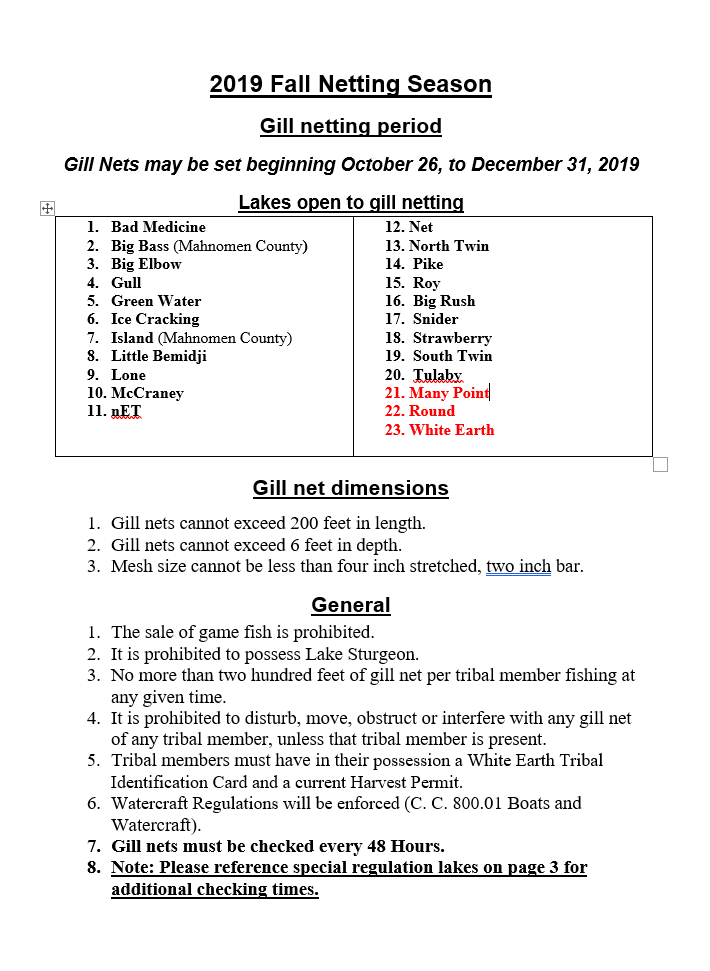 2019 Fall Netting Season
Gill netting period
Gill Nets may be set beginning October 26, to December 31, 2019
Lakes open to gill netting
1. Bad Medicine
2. Big Bass (Mahnomen County)
3. Big Elbow
4. Gull
5. Green Water
6. Ice Cracking
7. Island (Mahnomen County)
8. Little Bemidji
9. Lone
10. McCraney
11. nET
12. Net
13. North Twin
14. Pike
15. Roy
16. Big Rush
17. Snider
18. Strawberry
19. South Twin
20. Tulaby
21. Many Point
22. Round
23. White Earth
Gill net dimensions
1. Gill nets cannot exceed 200 feet in length.
2. Gill nets cannot exceed 6 feet in depth.
3. Mesh size cannot be less than four inch stretched, two inch bar.
General
1. The sale of game fish is prohibited.
2. It is prohibited to possess Lake Sturgeon.
3. No more than two hundred feet of gill net per tribal member fishing at
any given time.
4. It is prohibited to disturb, move, obstruct or interfere with any gill net
of any tribal member, unless that tribal member is present.
5. Tribal members must have in their possession a White Earth Tribal
Identification Card and a current Harvest Permit.
6. Watercraft Regulations will be enforced (C. C. 800.01 Boats and
Watercraft).
7. Gill nets must be checked every 48 Hours.
8. Note: Please reference special regulation lakes on page 3 for
additional checking times.